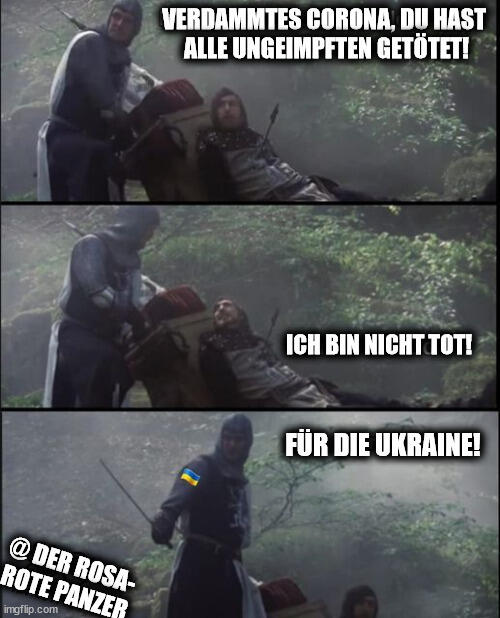 VERDAMMTES CORONA, DU HAST
ALLE UNGEIMPFTEN GETÖTET!
ICH BIN NICHT TOT!
FÜR DIE UKRAINE!
@ DER ROSA-
ROTE PANZER
imgflip.com